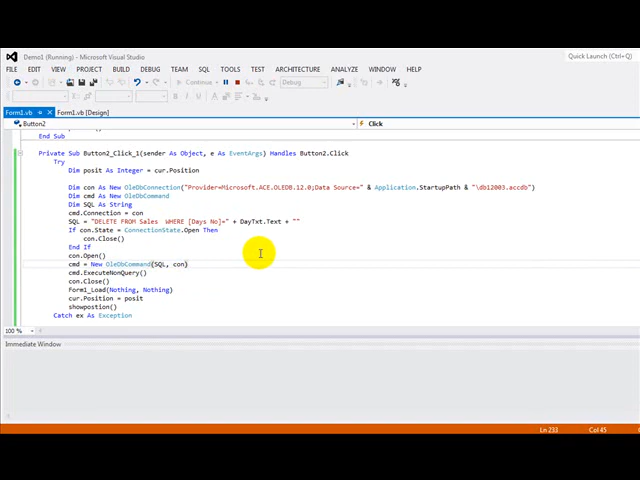 Demo1 (Running) - Microsoft Visual Studio
Quick Launch (Ctrl+Q)
FILE EDIT VIEW PROJECT BUILD DEBUG TEAM SQL TOOLS TEST ARCHITECTURE ANALYZE WINDOW HELP
Continue Debug
Form1.vb Form1.vb [Design]
Button2 Click
End Sub
Private Sub Button2_Click_1(sender As Object, e As EventArgs) Handles Button2.Click
Try
Dim posit As Integer = cur.Position
Dim con As New OleDbConnection("Provider=Microsoft.ACE.OLEDB.12.0;Data Source=" & Application.StartupPath & "\db12003.accdb")
Dim cmd As New OleDbCommand
Dim SQL As String
cmd.Connection = con
SQL = "DELETE FROM Sales  WHERE [Days No]=" + DayTxt.Text + ""
If con.State = ConnectionState.Open Then
con.Close()
End If
con.Open()
cmd = New OleDbCommand(SQL, con)
cmd.ExecuteNonQuery()
con.Close()
Form1_Load(Nothing, Nothing)
cur.Position = posit
showpostion()
Catch ex As Exception
100 %
Immediate Window
Ln 233 Col 45